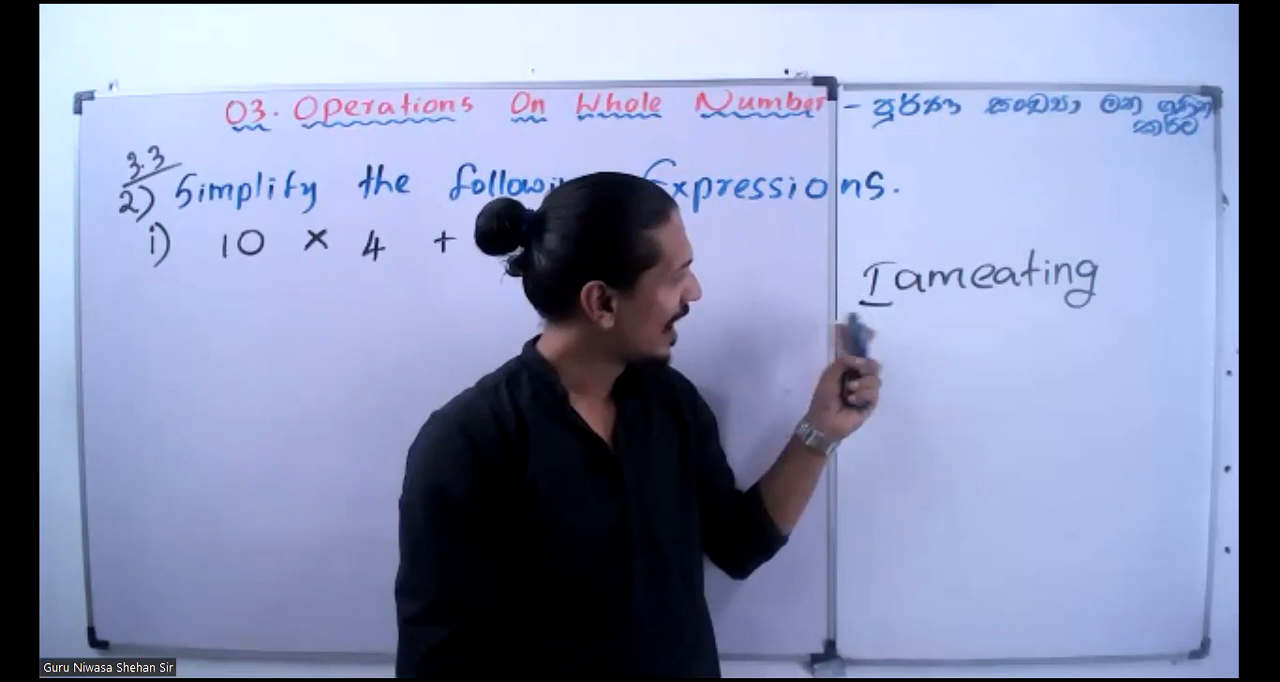 03. Operations On Whole Number - පූර්ණ සංඛ්‍යා මත ගණිත
කර්ම
3.3
2) Simplify the Expressions.
i) 10 × 4 +
Iameating
Guru Niwasa Shehan Sir